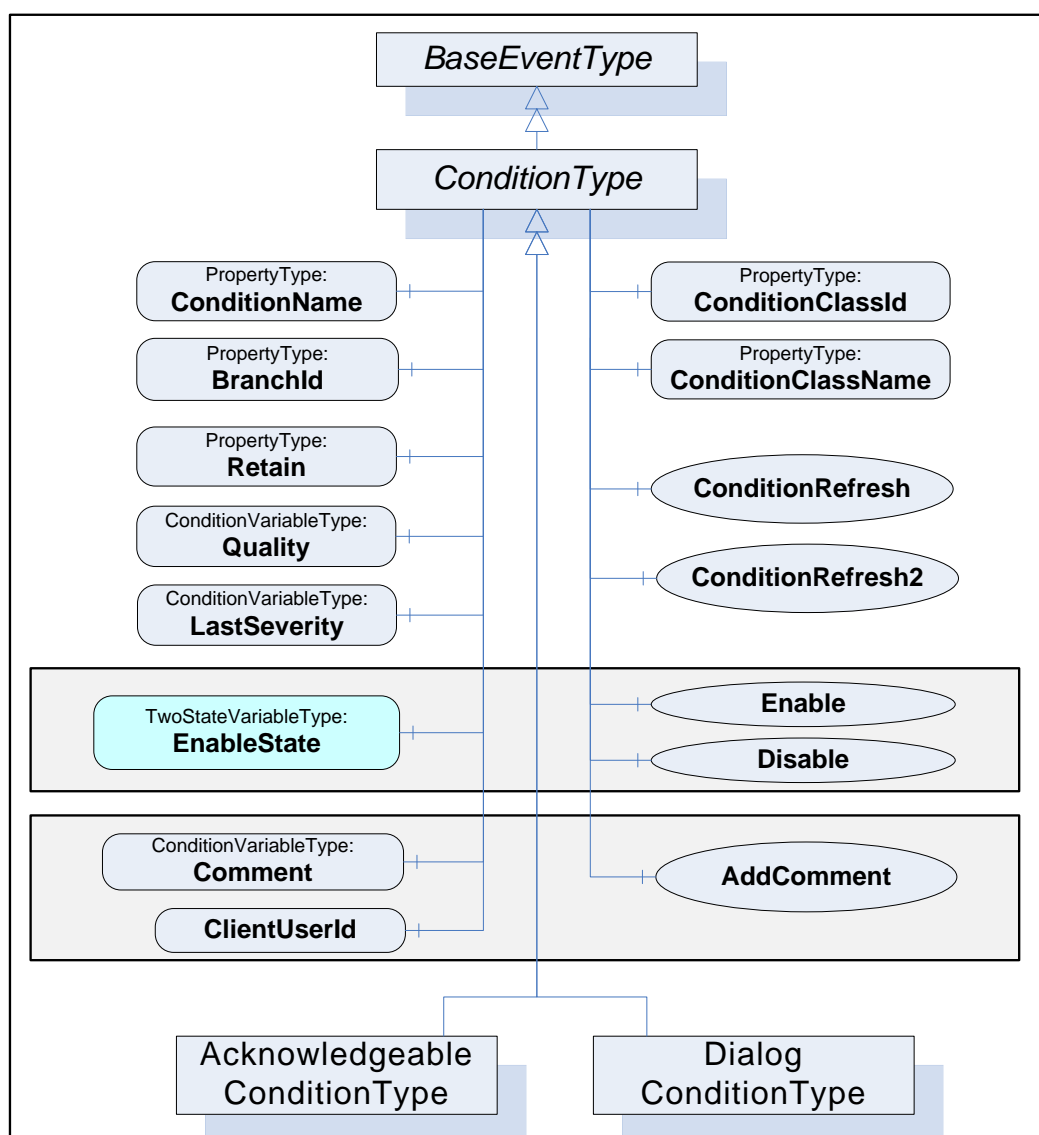 BaseEventType
ConditionType
PropertyType:
ConditionName
PropertyType:
ConditionClassId
PropertyType:
BranchId
PropertyType:
ConditionClassName
PropertyType:
Retain
ConditionRefresh
ConditionVariableType:
Quality
ConditionRefresh2
ConditionVariableType:
LastSeverity
TwoStateVariableType:
EnableState
Enable
Disable
ConditionVariableType:
Comment
AddComment
ClientUserId
Acknowledgeable
ConditionType
Dialog
ConditionType